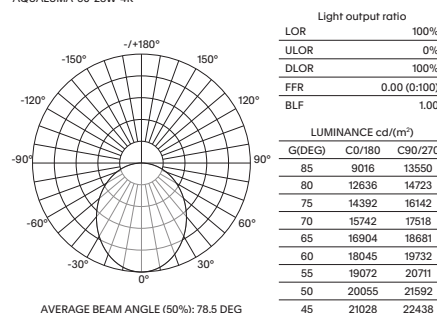 Light output ratio
LOR 100%
ULOR 0%
DLOR 100%
FFR 0.00 (0:100)
BLF 1.00
-/+180°
-150° 150°
-120° 120°
-90° 90°
-60° 60°
-30° 30°
0°
AVERAGE BEAM ANGLE (50%): 78.5 DEG
LUMINANCE cd/(m²)
G(DEG) C0/180 C90/270
85 9016 13550
80 12636 14723
75 14392 16142
70 15742 17518
65 16904 18681
60 18045 19732
55 19072 20711
50 20055 21592
45 21028 22438